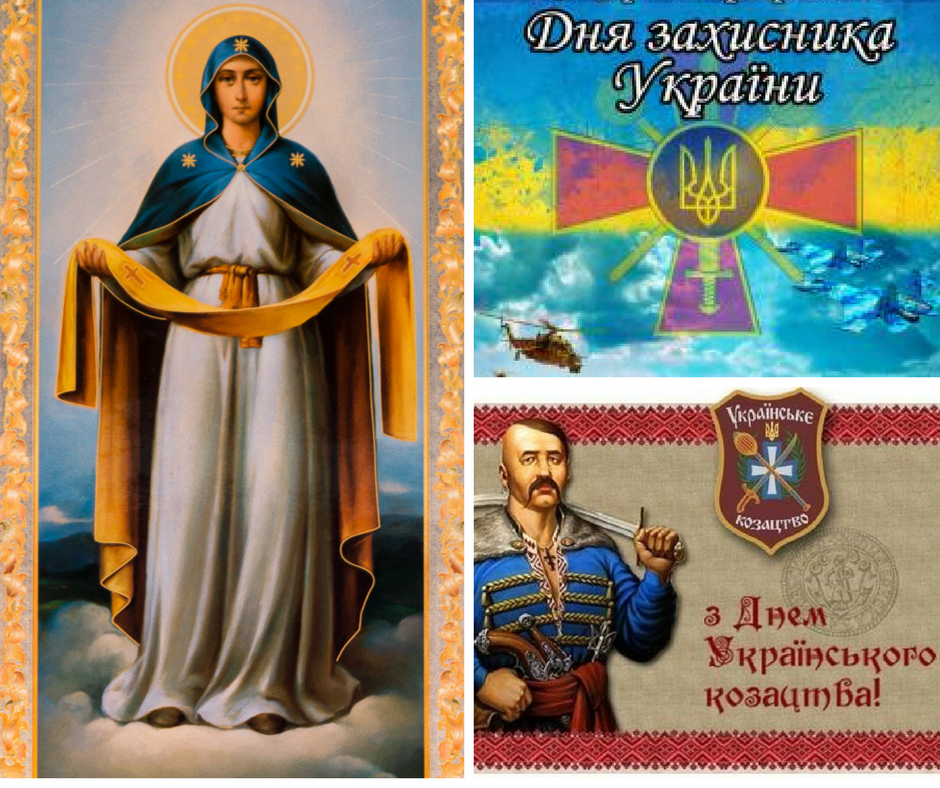 Дня захисника
України
Українське
козацтво
з Днем
Українського
козацтва!